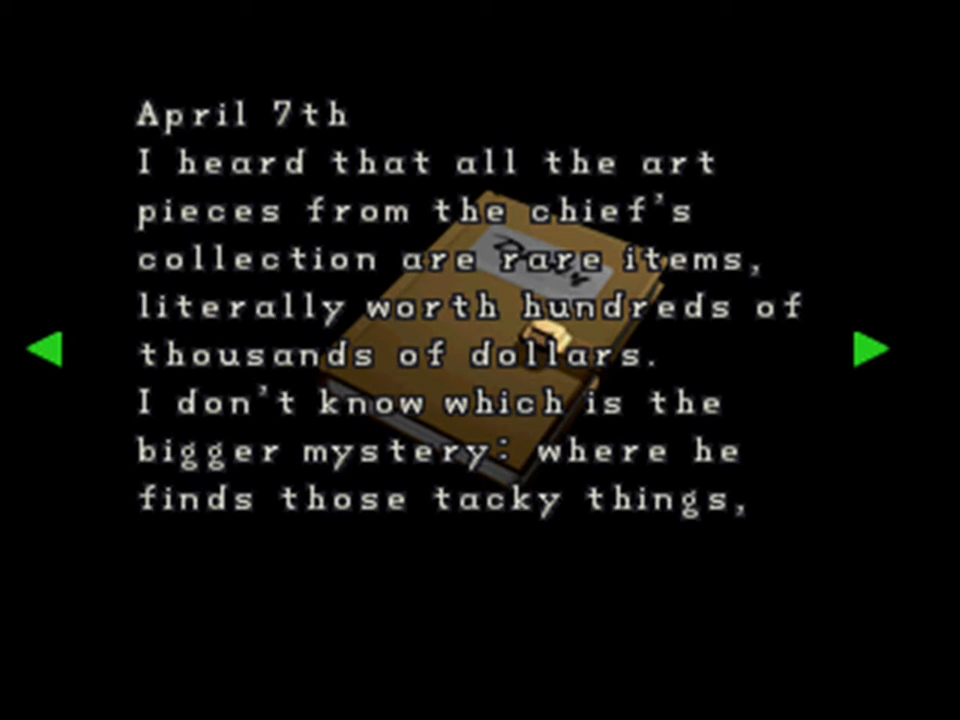 April 7th
I heard that all the art
pieces from the chief's
collection are rare items,
literally worth hundreds of
thousands of dollars.
I don't know which is the
bigger mystery: where he
finds those tacky things,
Diary